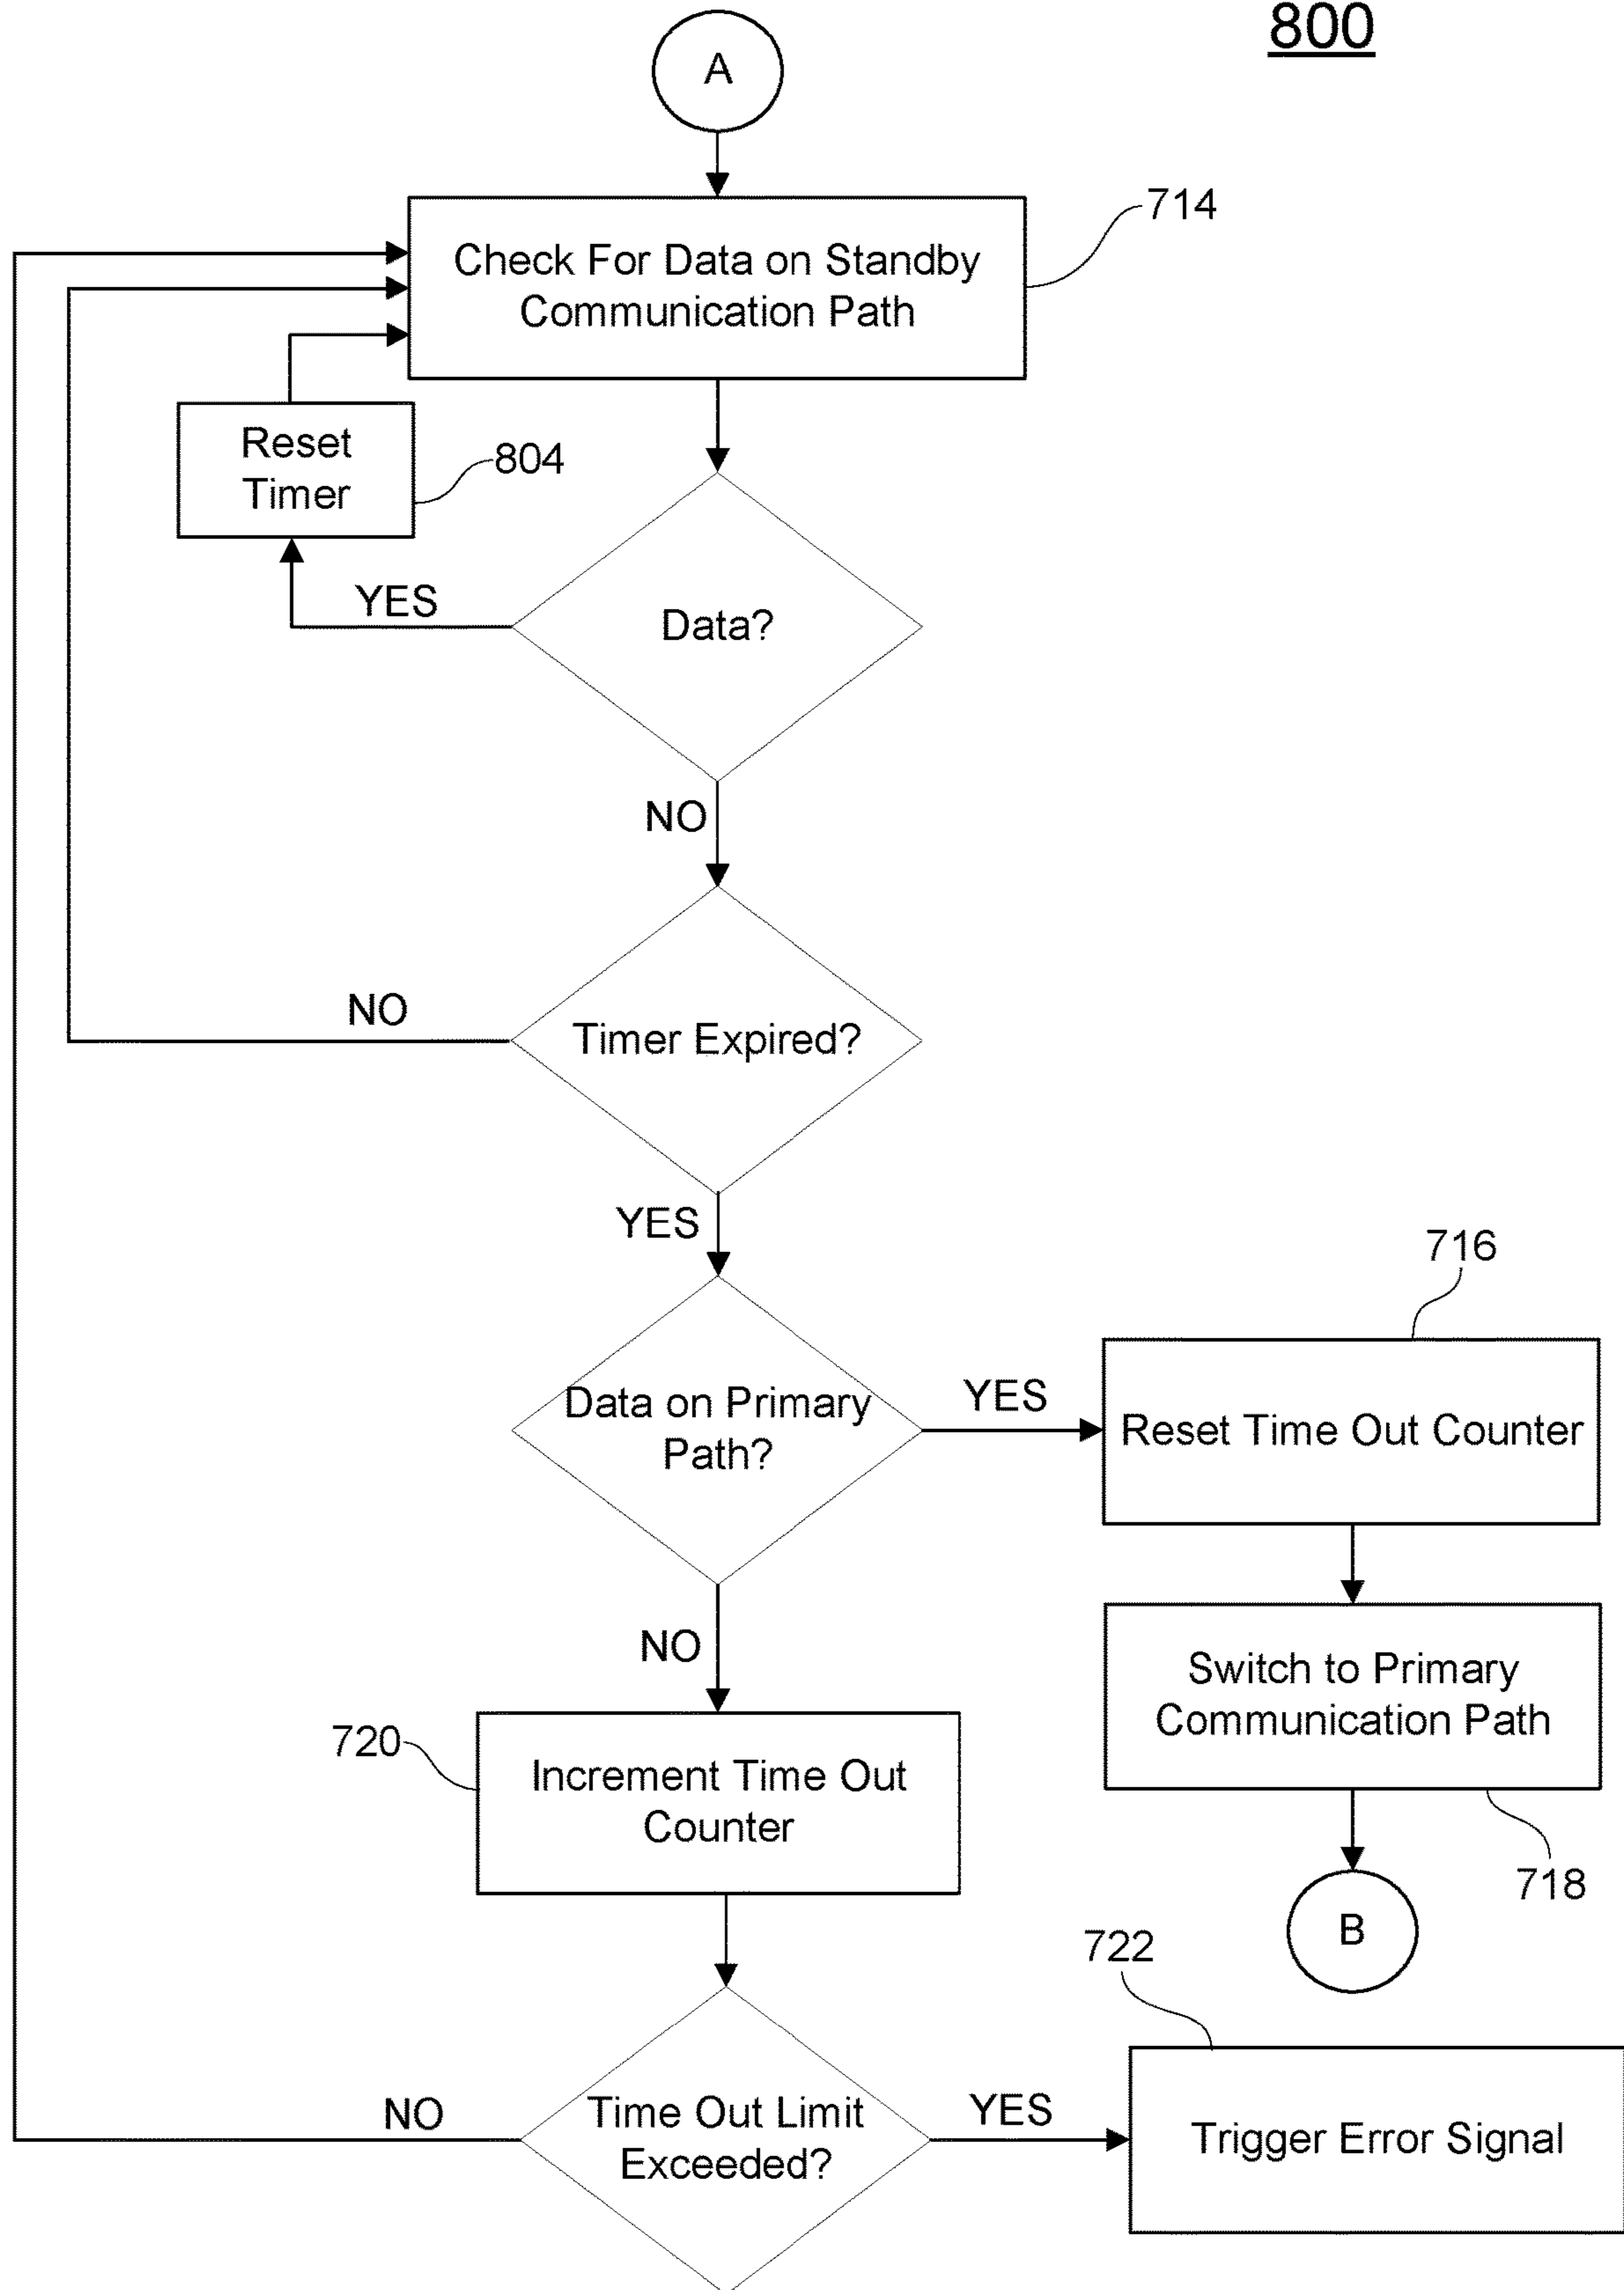 800
A
714
Check For Data on Standby
Communication Path
Reset
Timer
804
YES
Data?
NO
NO
Timer Expired?
YES
716
Data on Primary
Path?
YES
Reset Time Out Counter
NO
Switch to Primary
Communication Path
720
Increment Time Out
Counter
718
B
722
NO
Time Out Limit
Exceeded?
YES
Trigger Error Signal